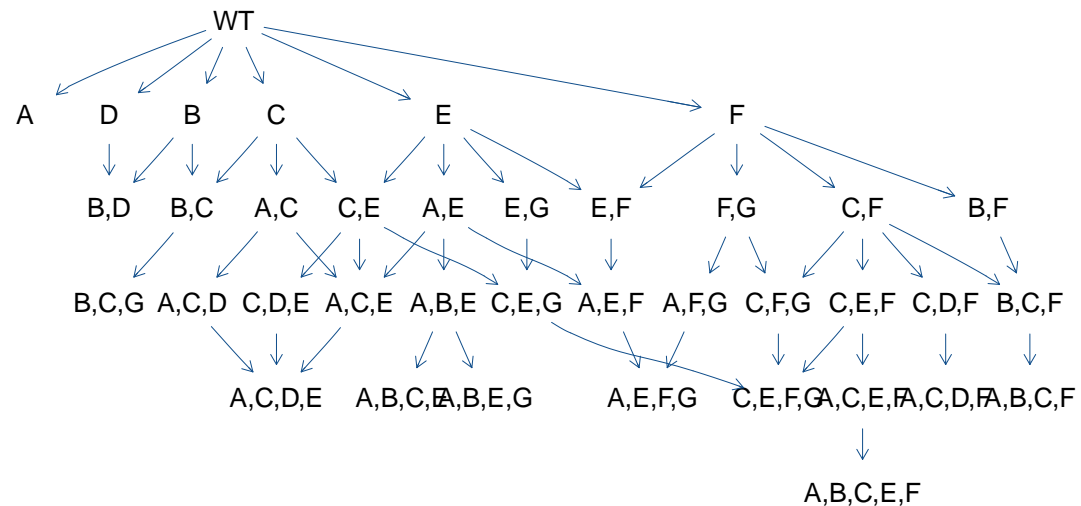 WT
A D B C E F
B,D B,C A,C C,E A,E E,G E,F F,G C,F B,F
B,C,G A,C,D C,D,E A,C,E A,B,E C,E,G A,E,F A,F,G C,F,G C,E,F C,D,F B,C,F
A,C,D,E A,B,C,E A,B,E,G A,E,F,G C,E,F,G A,C,E,F A,C,D,F A,B,C,F
A,B,C,E,F